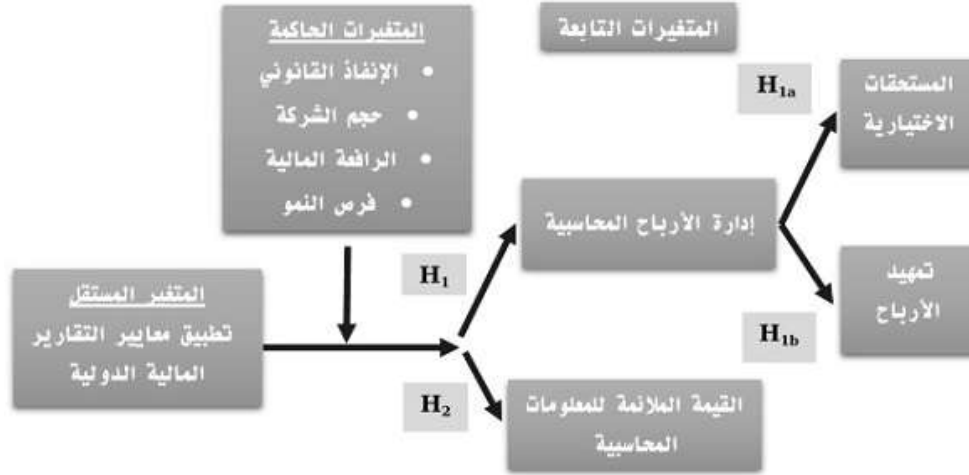 المتغيرات الحاكمة
• الإنفاذ القانوني
• حجم الشركة
• الرافعة المالية
• فرص النمو
المتغيرات التابعة
H1a
المستحقات
الاختيارية
إدارة الأرباح المحاسبية
H1
تمهيد
الأرباح
H1b
المتغير المستقل
تطبيق معايير التقارير
المالية الدولية
H2
القيمة الملائمة للمعلومات
المحاسبية